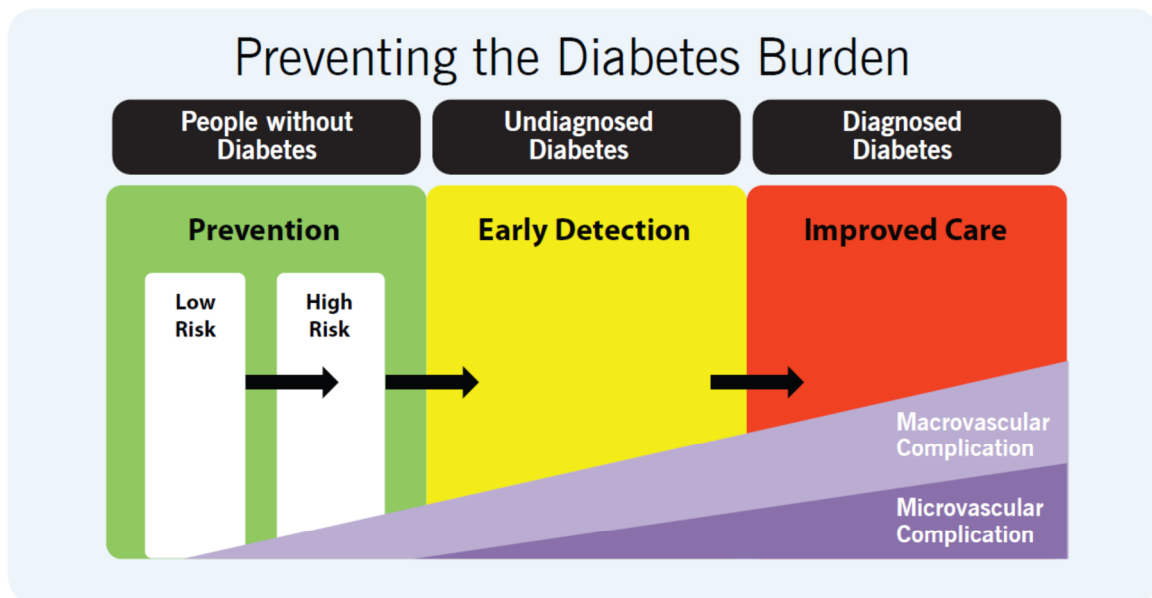 Preventing the Diabetes Burden
People without
Diabetes
Undiagnosed
Diabetes
Diagnosed
Diabetes
Prevention
Early Detection
Improved Care
Low
Risk
High
Risk
Macrovascular
Complication
Microvascular
Complication